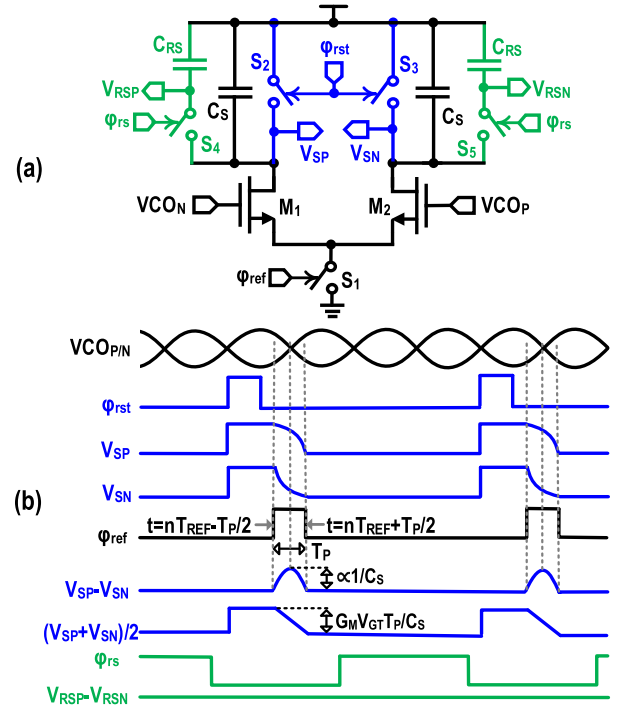 φrst
CRS
CRS
S2
S3
VRSP
CS
CS
VRSN
φrs
VSP
VSN
φrs
S4
S5
(a)
VCON
M1
M2
VCOP
φref
S1
VCOP/N
φrst
VSP
VSN
(b)
t=nTREF-TP/2
t=nTREF+TP/2
φref
TP
VSP-VSN
∝1/CS
(VSP+VSN)/2
GMVGTTP/CS
φrs
VRSP-VRSN